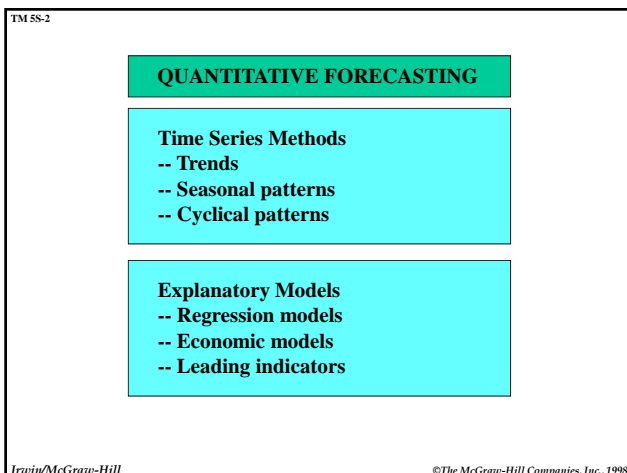 TM 5S-2
QUANTITATIVE FORECASTING
Time Series Methods
-- Trends
-- Seasonal patterns
-- Cyclical patterns
Explanatory Models
-- Regression models
-- Economic models
-- Leading indicators
Irwin/McGraw-Hill ©The McGraw-Hill Companies, Inc., 1998